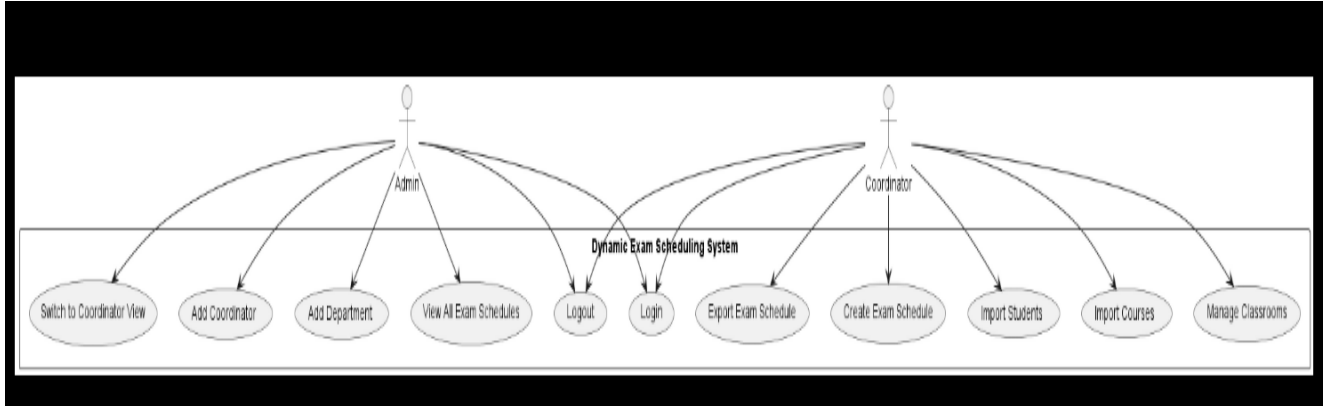 Admin
Coordinator
Dynamic Exam Scheduling System
Switch to Coordinator View
Add Coordinator
Add Department
View All Exam Schedules
Logout
Login
Export Exam Schedule
Create Exam Schedule
Import Students
Import Courses
Manage Classrooms